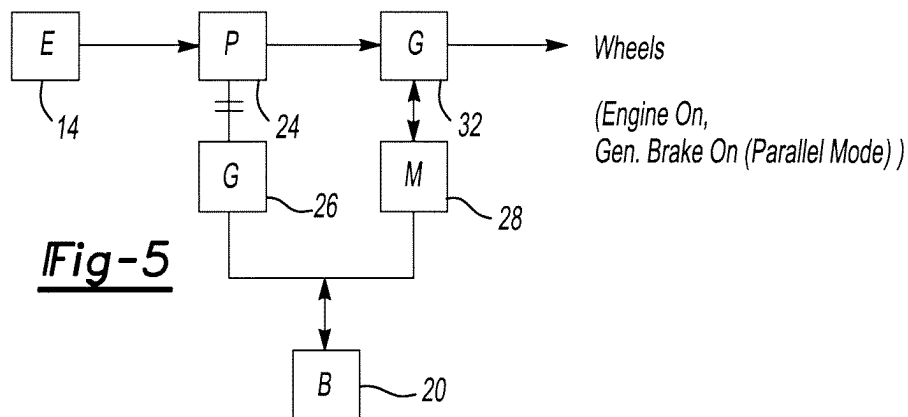 E
P
G
Wheels
14
24
32
(Engine On,
Gen. Brake On (Parallel Mode) )
G
M
26
28
Fig-5
B
20